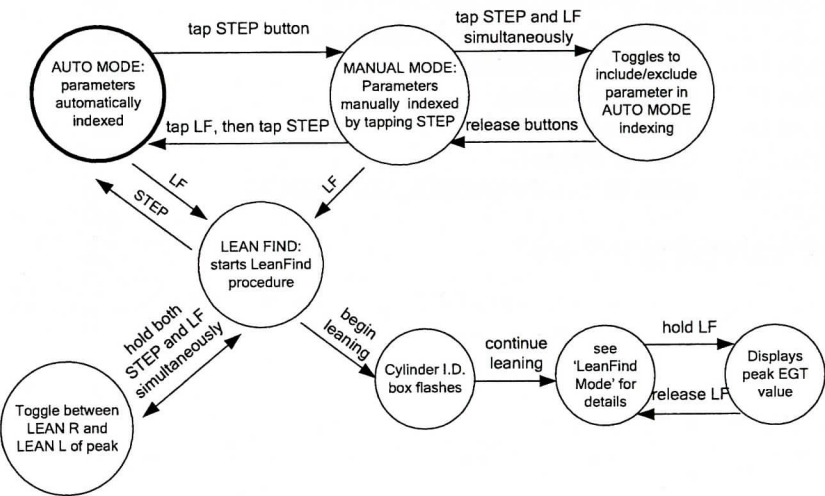 tap STEP button
tap STEP and LF
simultaneously
AUTO MODE:
parameters
automatically
indexed
MANUAL MODE:
Parameters
manually indexed
by tapping STEP
Toggles to
include/exclude
parameter in
AUTO MODE
indexing
tap LF, then tap STEP
release buttons
LF
STEP
LF
LEAN FIND:
starts LeanFind
procedure
hold both
STEP and LF
simultaneously
begin
leaning
Toggle between
LEAN R and
LEAN L of peak
Cylinder I.D.
box flashes
continue
leaning
see
'LeanFind
Mode' for
details
hold LF
release LF
Displays
peak EGT
value